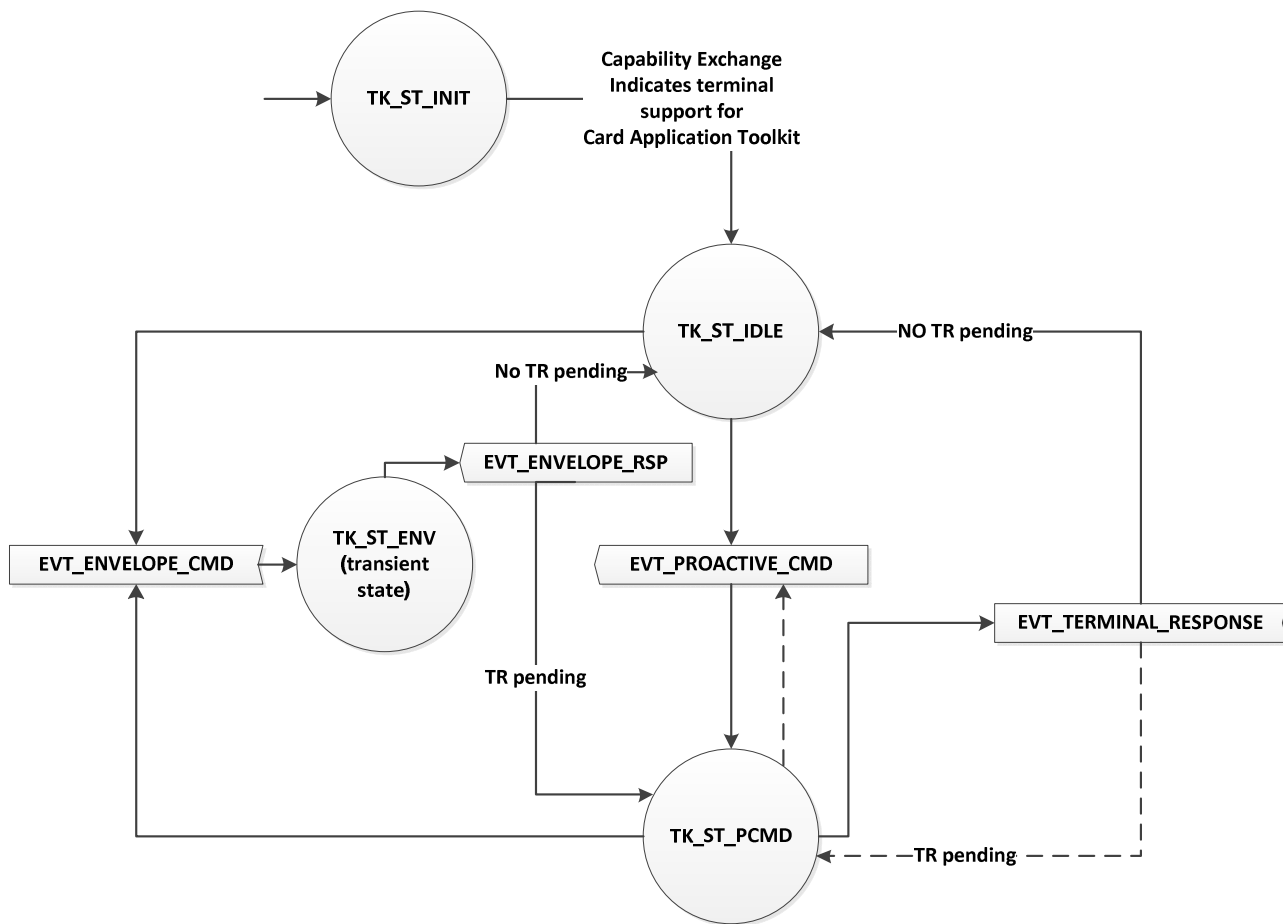 TK_ST_INIT
Capability Exchange
Indicates terminal
support for
Card Application Toolkit
TK_ST_IDLE
NO TR pending
No TR pending
EVT_ENVELOPE_RSP
TK_ST_ENV
(transient
state)
EVT_ENVELOPE_CMD
EVT_PROACTIVE_CMD
EVT_TERMINAL_RESPONSE
TR pending
TK_ST_PCMD
TR pending